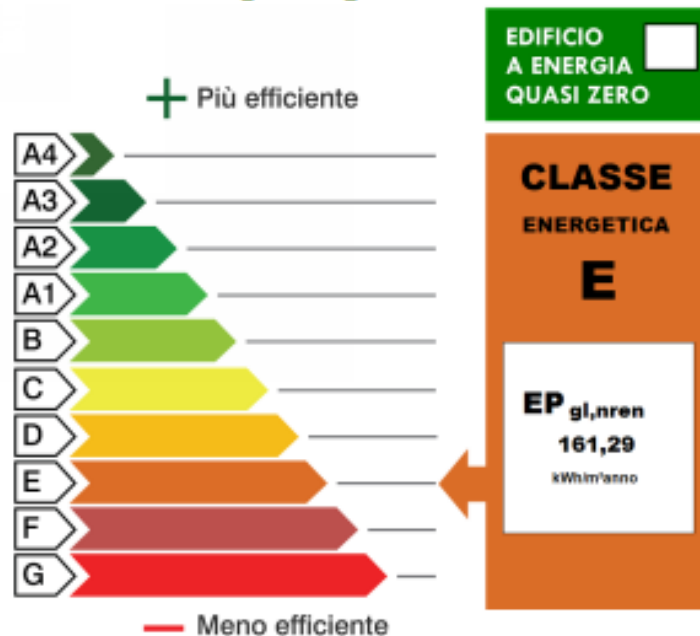 EDIFICIO
A ENERGIA
QUASI ZERO
+ Più efficiente
A4
A3
A2
A1
B
C
D
E
F
G
— Meno efficiente
CLASSE
ENERGETICA
E
EP gl,nren
161,29
kWh/m²anno